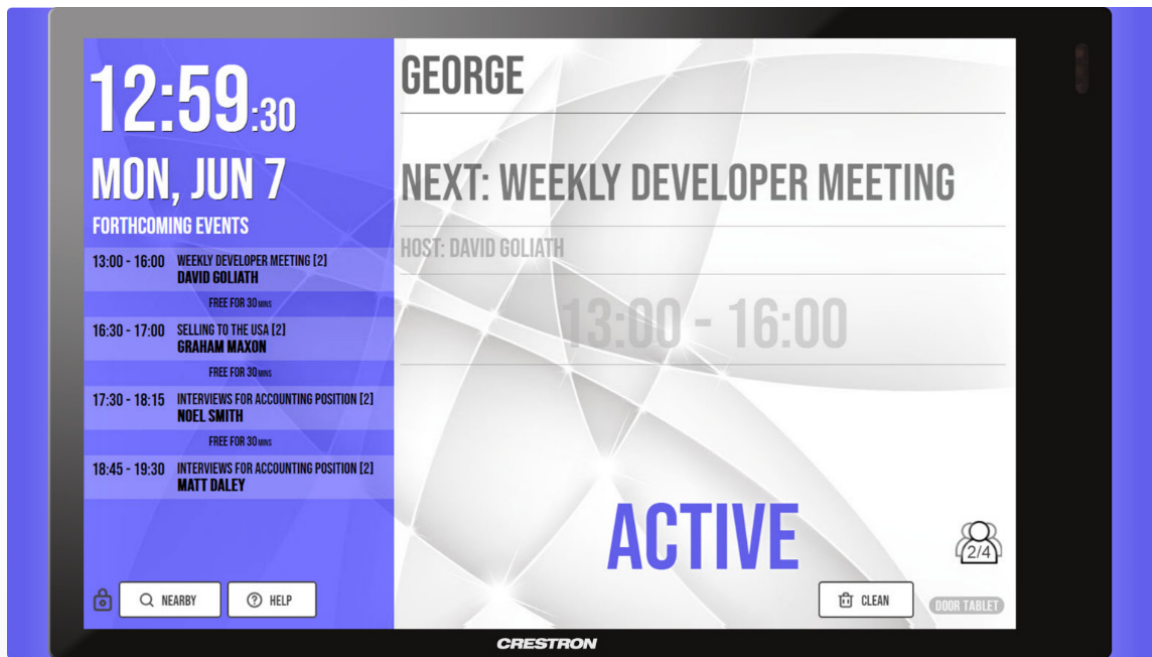 12:59:30
MON, JUN 7
FORTHCOMING EVENTS
13:00 - 16:00 WEEKLY DEVELOPER MEETING [2]
DAVID GOLIATH
FREE FOR 30 MINS
16:30 - 17:00 SELLING TO THE USA [2]
GRAHAM MAXON
FREE FOR 30 MINS
17:30 - 18:15 INTERVIEWS FOR ACCOUNTING POSITION [2]
NOEL SMITH
FREE FOR 30 MINS
18:45 - 19:30 INTERVIEWS FOR ACCOUNTING POSITION [2]
MATT DALEY
NEARBY
HELP
GEORGE
NEXT: WEEKLY DEVELOPER MEETING
HOST: DAVID GOLIATH
13:00 - 16:00
ACTIVE
2/4
CLEAN
DOOR TABLET
CRESTRON